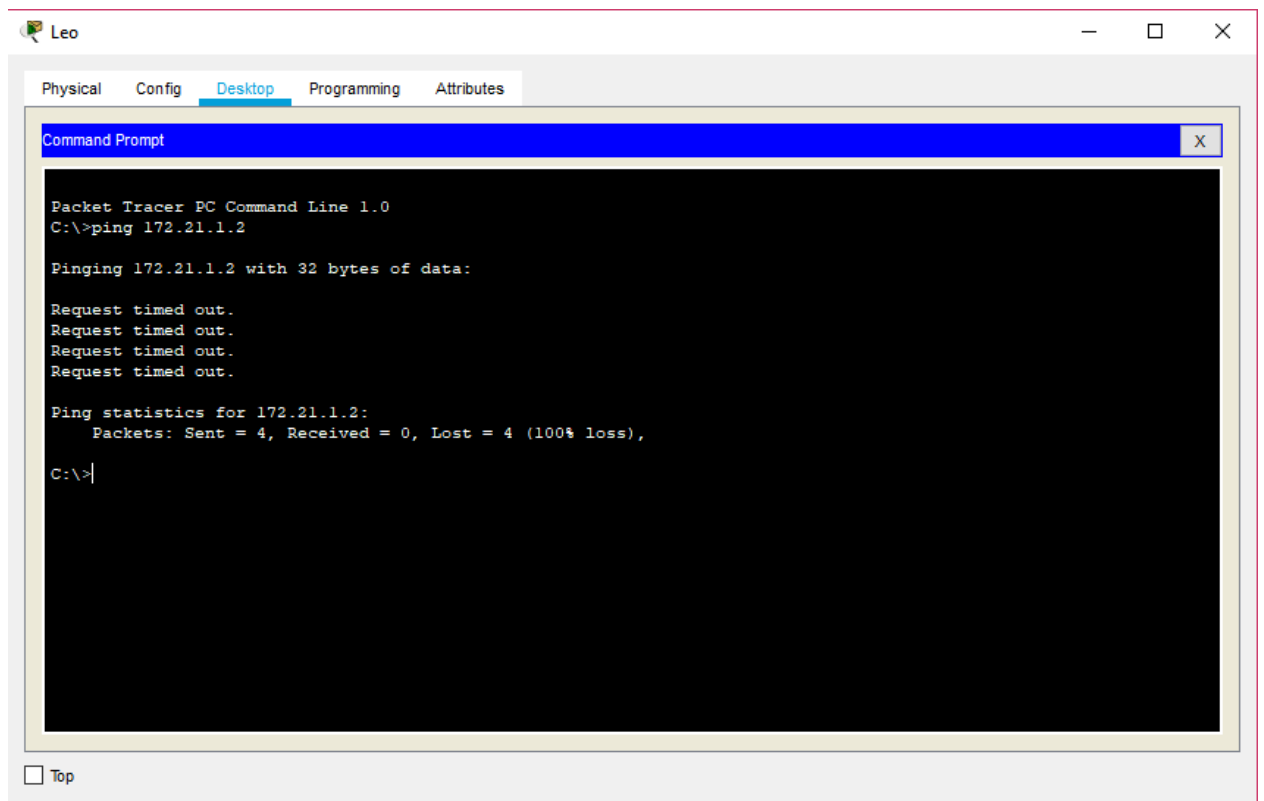 Leo
Physical Config Desktop Programming Attributes
Command Prompt
X
Packet Tracer PC Command Line 1.0
C:\>ping 172.21.1.2
Pinging 172.21.1.2 with 32 bytes of data:
Request timed out.
Request timed out.
Request timed out.
Request timed out.
Ping statistics for 172.21.1.2:
Packets: Sent = 4, Received = 0, Lost = 4 (100% loss),
C:\>
Top